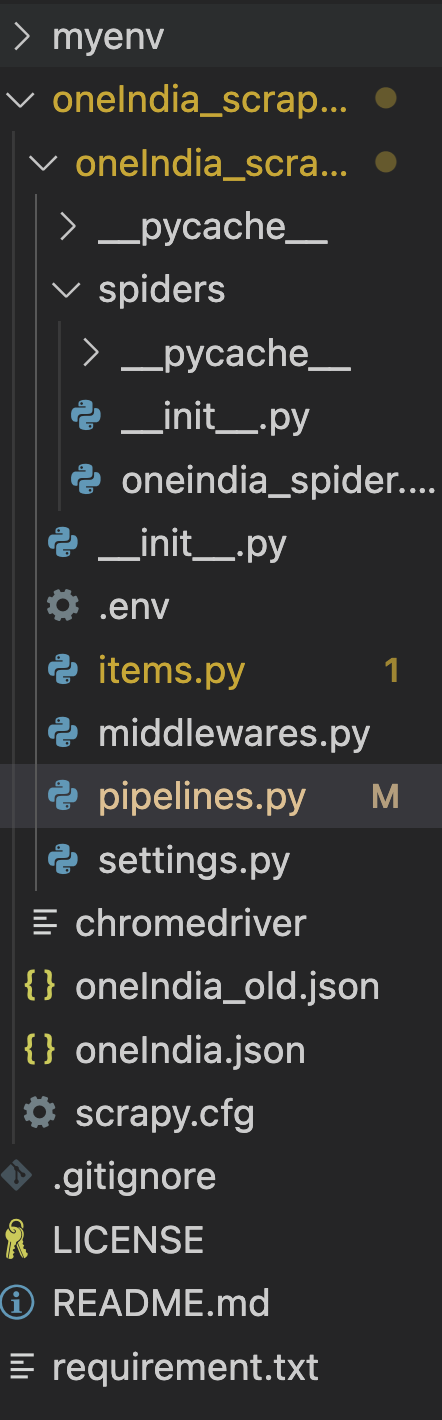 myenv
oneIndia_scrap...
oneIndia_scra...
__pycache__
spiders
__pycache__
__init__.py
oneindia_spider....
__init__.py
.env
items.py 1
middlewares.py
pipelines.py M
settings.py
chromedriver
{} oneIndia_old.json
{} oneIndia.json
scrapy.cfg
.gitignore
LICENSE
README.md
requirement.txt